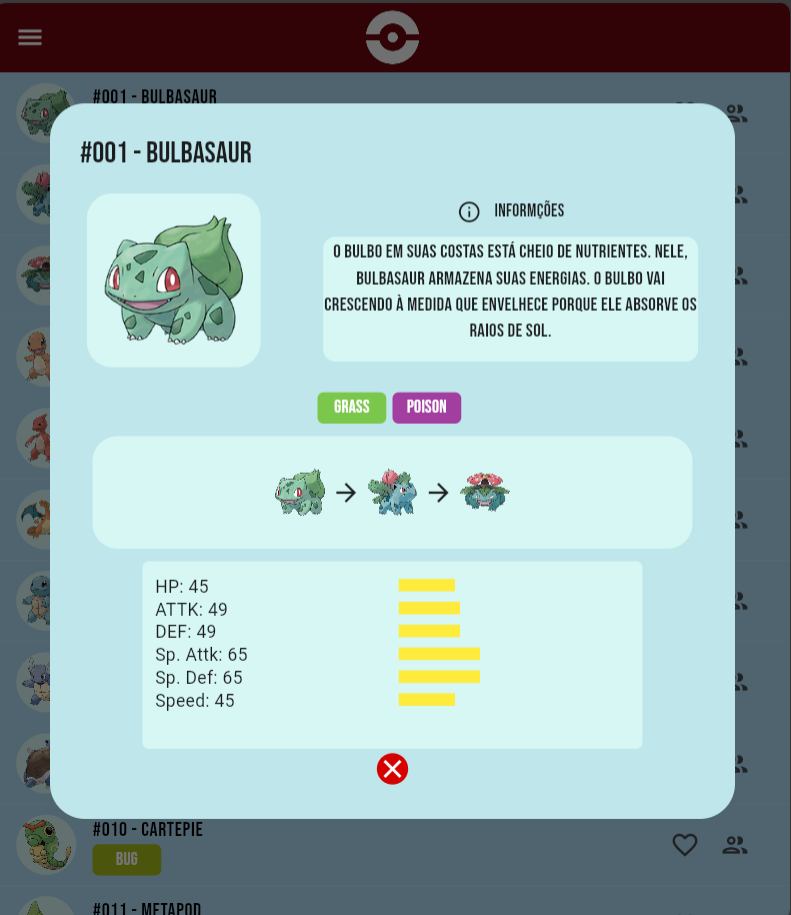 #001 - BULBASAUR
#001 - BULBASAUR
INFORMÇÕES
O BULBO EM SUAS COSTAS ESTÁ CHEIO DE NUTRIENTES. NELE,
BULBASAUR ARMAZENA SUAS ENERGIAS. O BULBO VAI
CRESCENDO À MEDIDA QUE ENVELHECE PORQUE ELE ABSORVE OS
RAIOS DE SOL.
GRASS POISON
HP: 45
ATTK: 49
DEF: 49
Sp. Attk: 65
Sp. Def: 65
Speed: 45
#010 - CARTEPIE
BUG
#011 - METAPOD